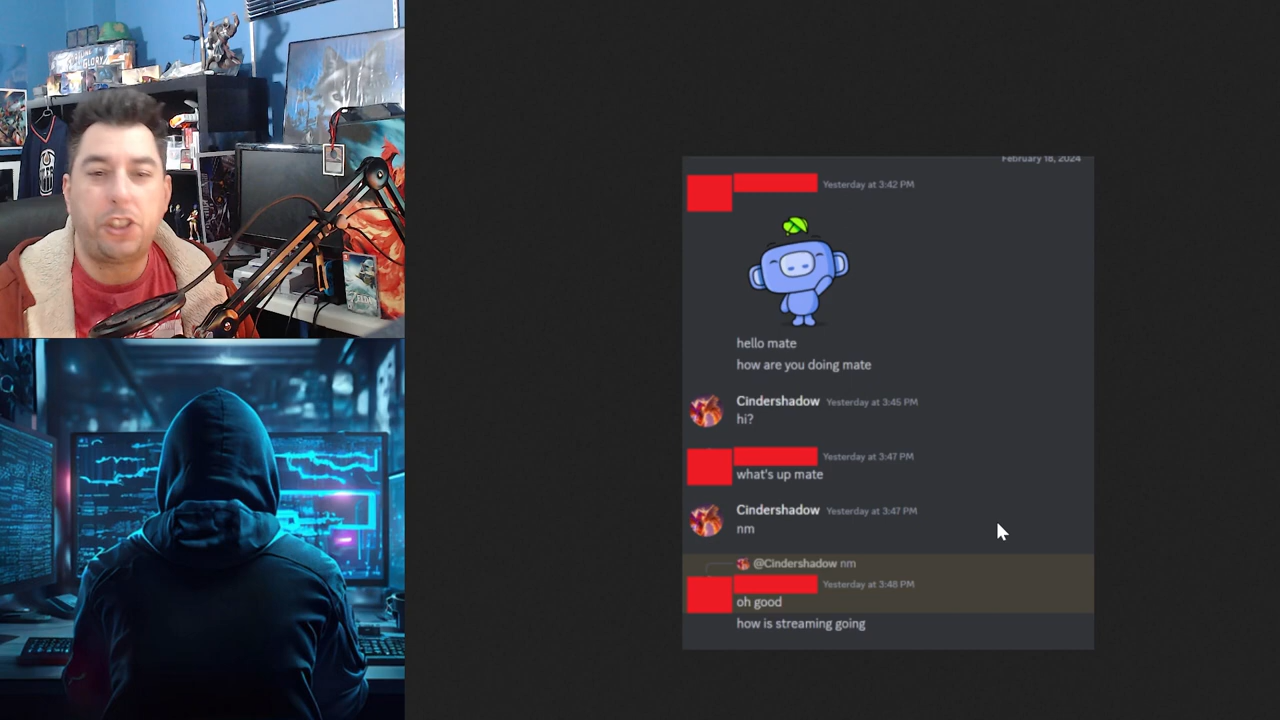 GLORY
February 18, 2024
Yesterday at 3:42 PM
hello mate
how are you doing mate
Cindershadow Yesterday at 3:45 PM
hi?
Yesterday at 3:47 PM
what's up mate
Cindershadow Yesterday at 3:47 PM
nm
@Cindershadow nm
Yesterday at 3:48 PM
oh good
how is streaming going